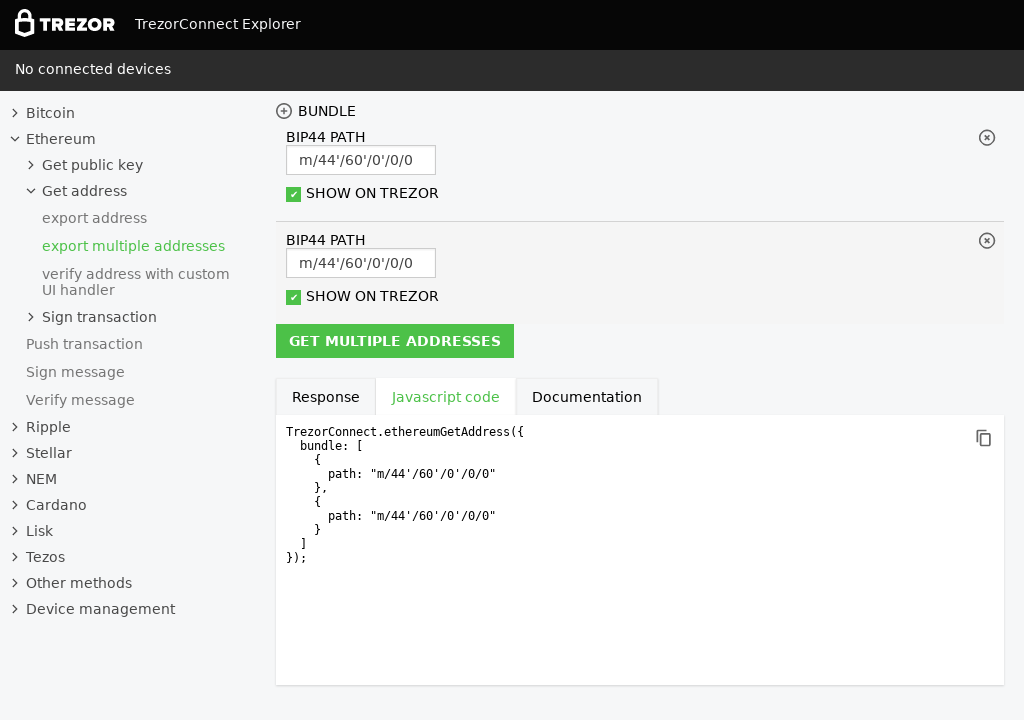 TREZOR TrezorConnect Explorer
No connected devices
Bitcoin
Ethereum
Get public key
Get address
export address
export multiple addresses
verify address with custom
UI handler
Sign transaction
Push transaction
Sign message
Verify message
Ripple
Stellar
NEM
Cardano
Lisk
Tezos
Other methods
Device management
BUNDLE
BIP44 PATH
m/44'/60'/0'/0/0
SHOW ON TREZOR
BIP44 PATH
m/44'/60'/0'/0/0
SHOW ON TREZOR
GET MULTIPLE ADDRESSES
Response Javascript code Documentation
TrezorConnect.ethereumGetAddress({
  bundle: [
    {
      path: "m/44'/60'/0'/0/0"
    },
    {
      path: "m/44'/60'/0'/0/0"
    }
  ]
});